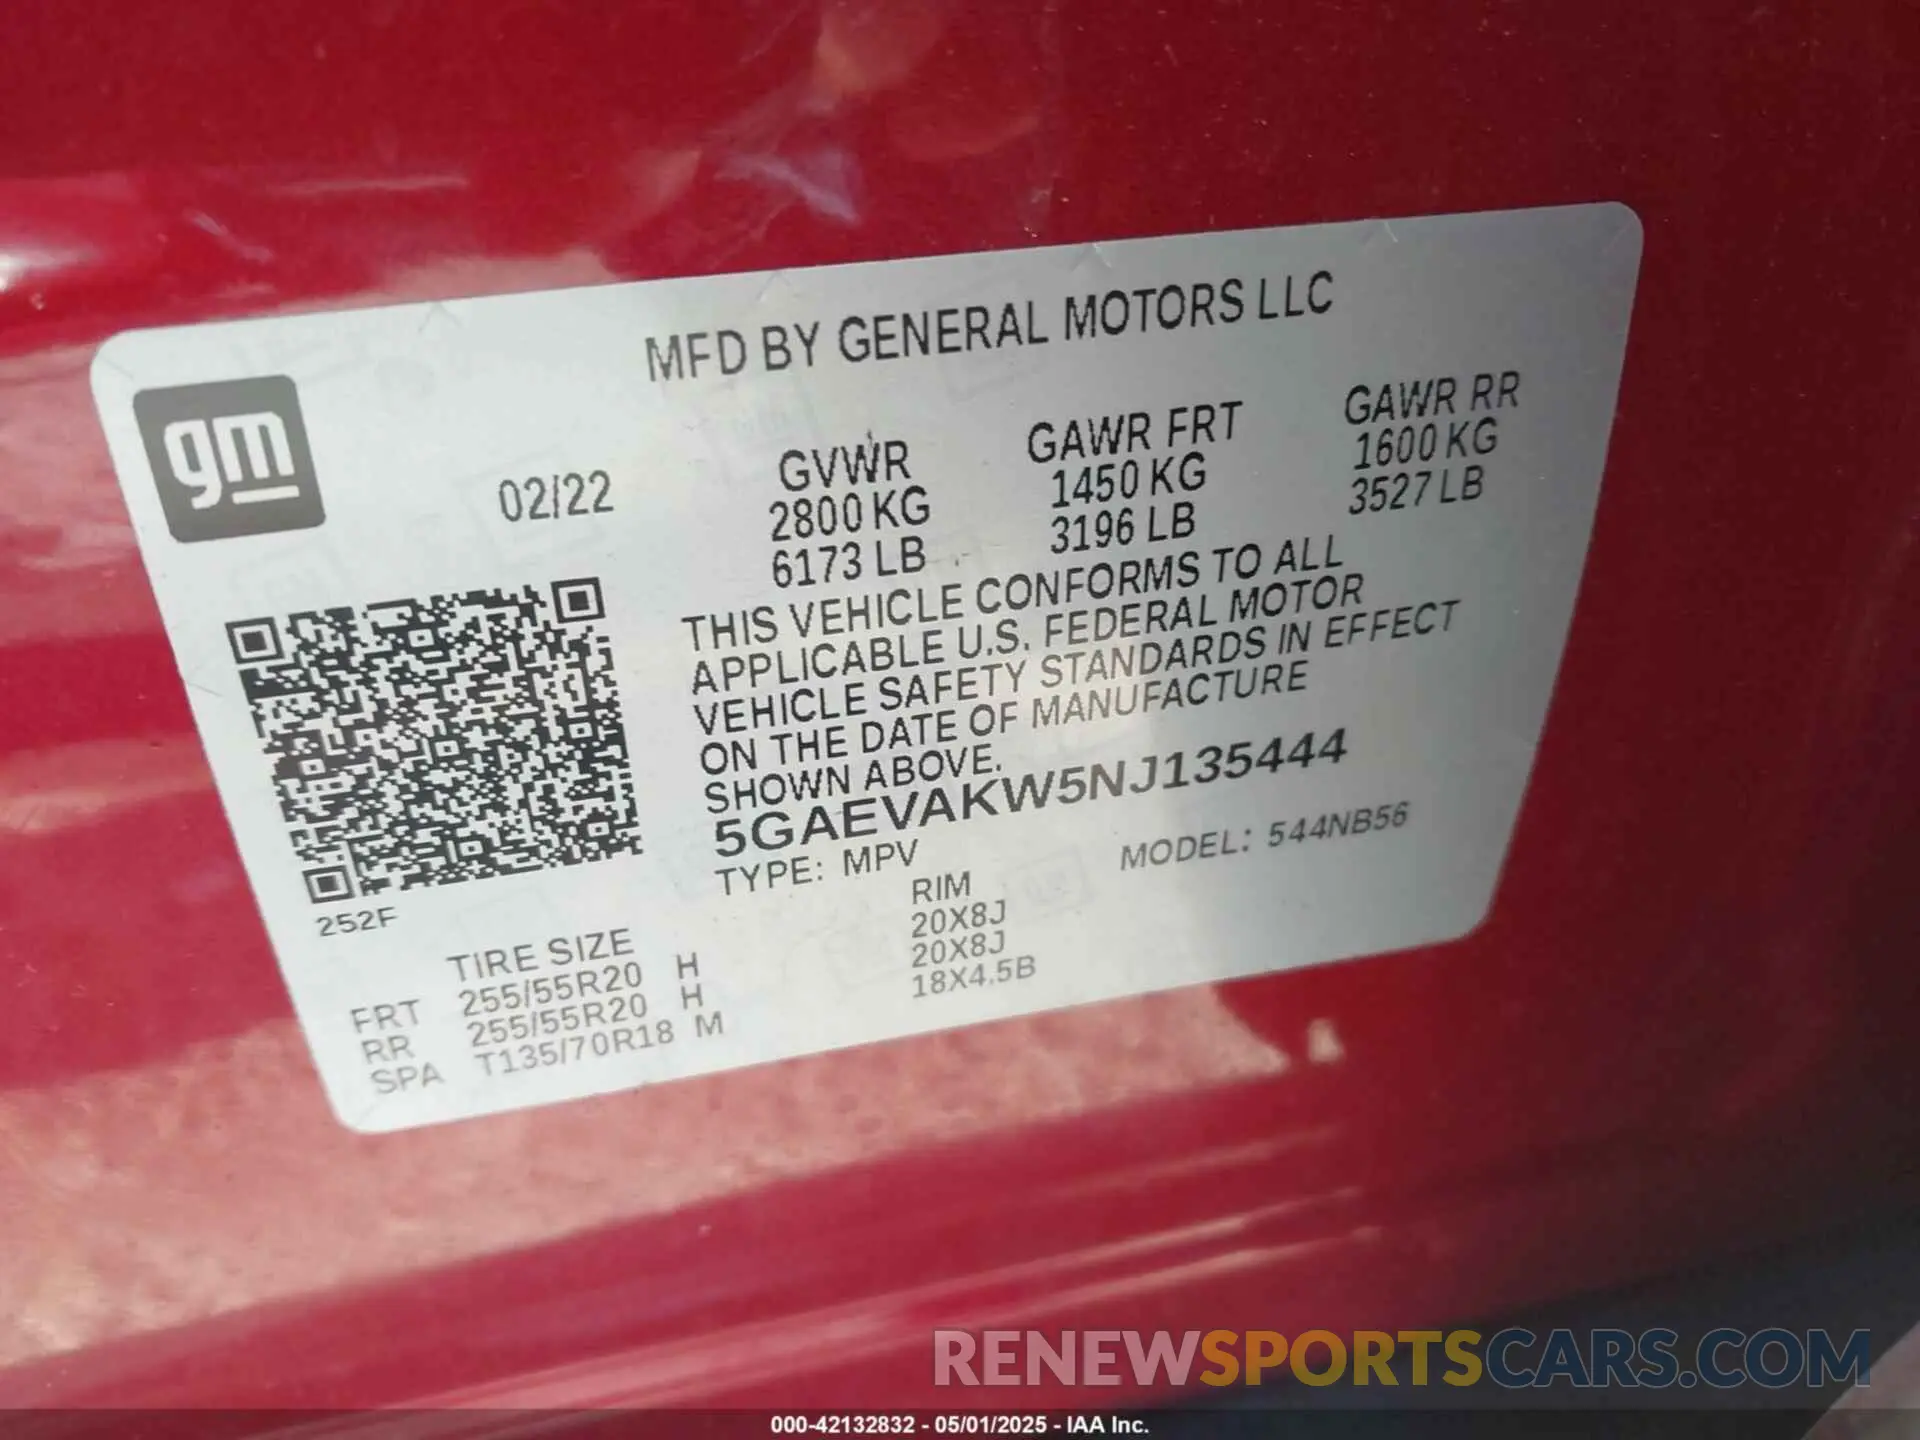 MFD BY GENERAL MOTORS LLC
gm
02/22
GVWR
2800 KG
6173 LB
GAWR FRT
1450 KG
3196 LB
GAWR RR
1600 KG
3527 LB
THIS VEHICLE CONFORMS TO ALL
APPLICABLE U.S. FEDERAL MOTOR
VEHICLE SAFETY STANDARDS IN EFFECT
ON THE DATE OF MANUFACTURE
SHOWN ABOVE.
5GAEVAKW5NJ135444
TYPE: MPV
MODEL: 544NB56
252F
TIRE SIZE
RIM
FRT 255/55R20 H 20X8J
RR 255/55R20 H 20X8J
SPA T135/70R18 M 18X4.5B
RENEWSPORTSCARS.COM
000-42132832 - 05/01/2025 - IAA Inc.